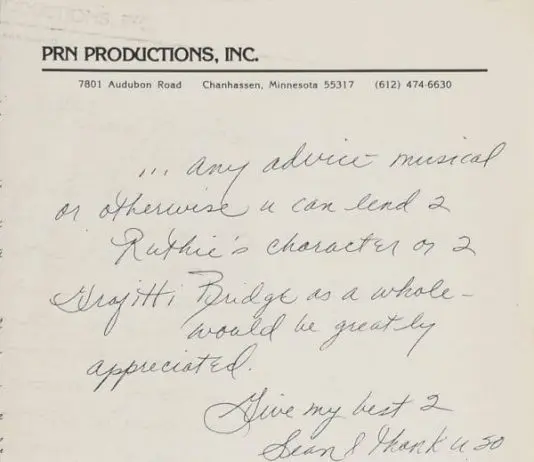 PRN PRODUCTIONS, INC.
7801 Audubon Road Chanhassen, Minnesota 55317 (612) 474-6630
... any advice musical
or otherwise u can lend 2
Ruthie's character or 2
Graffitti Bridge as a whole -
would be greatly
appreciated.
Give my best 2
Sean & thank u so